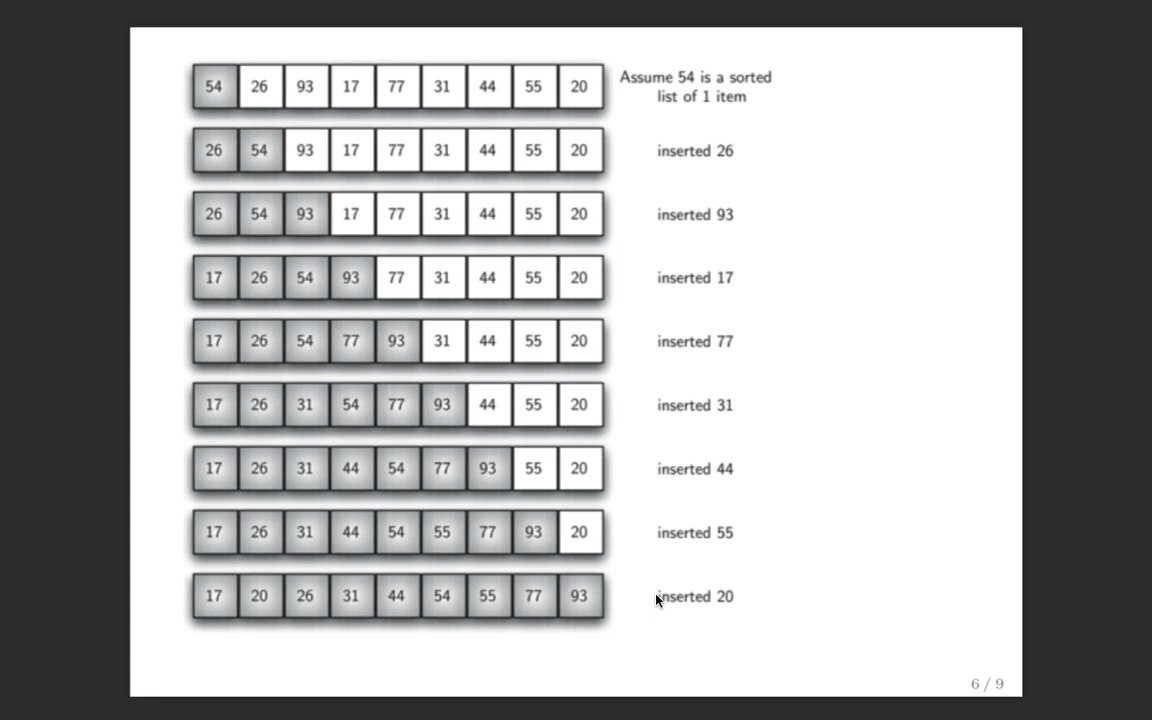 54 26 93 17 77 31 44 55 20 Assume 54 is a sorted
list of 1 item
26 54 93 17 77 31 44 55 20 inserted 26
26 54 93 17 77 31 44 55 20 inserted 93
17 26 54 93 77 31 44 55 20 inserted 17
17 26 54 77 93 31 44 55 20 inserted 77
17 26 31 54 77 93 44 55 20 inserted 31
17 26 31 44 54 77 93 55 20 inserted 44
17 26 31 44 54 55 77 93 20 inserted 55
17 20 26 31 44 54 55 77 93 inserted 20
6 / 9